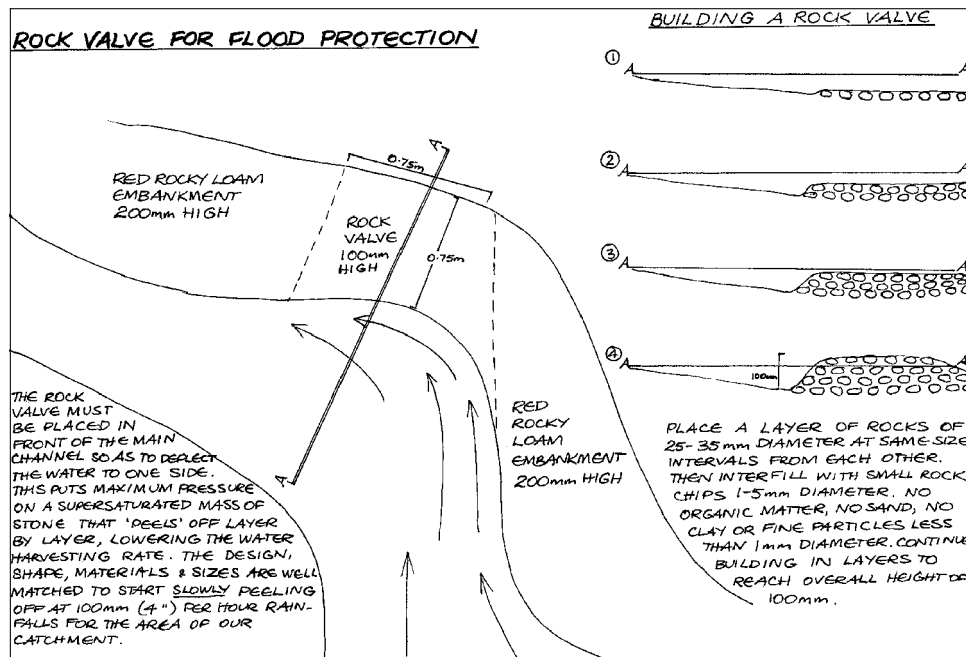 ROCK VALVE FOR FLOOD PROTECTION
A
0.75m
RED ROCKY LOAM
EMBANKMENT
200mm HIGH
ROCK
VALVE
100mm
HIGH
0.75m
THE ROCK
VALVE MUST
BE PLACED IN
FRONT OF THE MAIN
CHANNEL SO AS TO DEFLECT
THE WATER TO ONE SIDE.
THIS PUTS MAXIMUM PRESSURE
ON A SUPERSATURATED MASS OF
STONE THAT 'PEELS' OFF LAYER
BY LAYER, LOWERING THE WATER
HARVESTING RATE. THE DESIGN,
SHAPE, MATERIALS & SIZES ARE WELL
MATCHED TO START SLOWLY PEELING
OFF AT 100mm (4") PER HOUR RAIN-
FALLS FOR THE AREA OF OUR
CATCHMENT.
A
RED
ROCKY
LOAM
EMBANKMENT
200mm HIGH
BUILDING A ROCK VALVE
① A A
② A A
③ A A
④ A A
100mm
PLACE A LAYER OF ROCKS OF
25-35mm DIAMETER AT SAME SIZE
INTERVALS FROM EACH OTHER.
THEN INTERFILL WITH SMALL ROCK
CHIPS 1-5mm DIAMETER. NO
ORGANIC MATTER, NO SAND, NO
CLAY OR FINE PARTICLES LESS
THAN 1mm DIAMETER. CONTINUE
BUILDING IN LAYERS TO
REACH OVERALL HEIGHT OF
100mm.